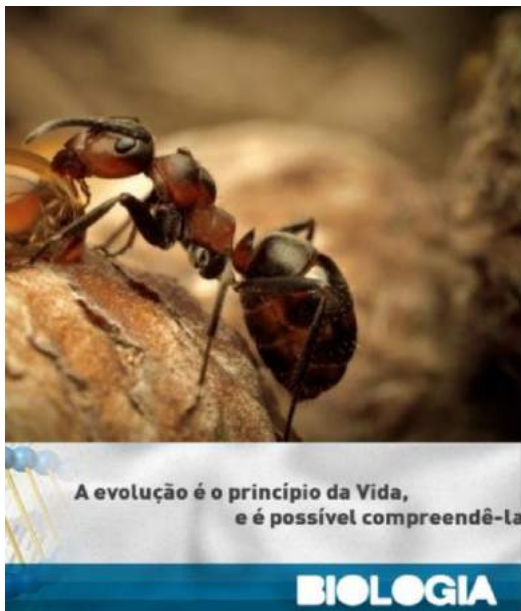 A evolução é o princípio da Vida,
e é possível compreendê-la
BIOLOGIA